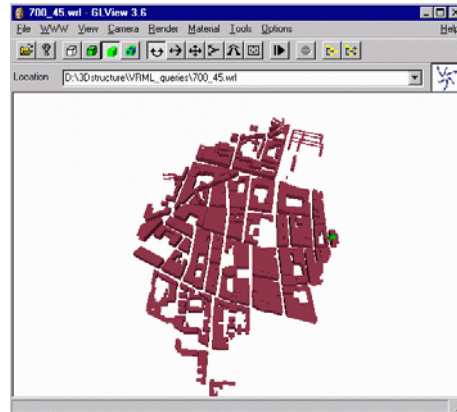 700_45.wrl - GLView 3.6
File WWW View Camera Render Material Tools Options Help
Location D:\3Dstructure\VRML_queries\700_45.wrl